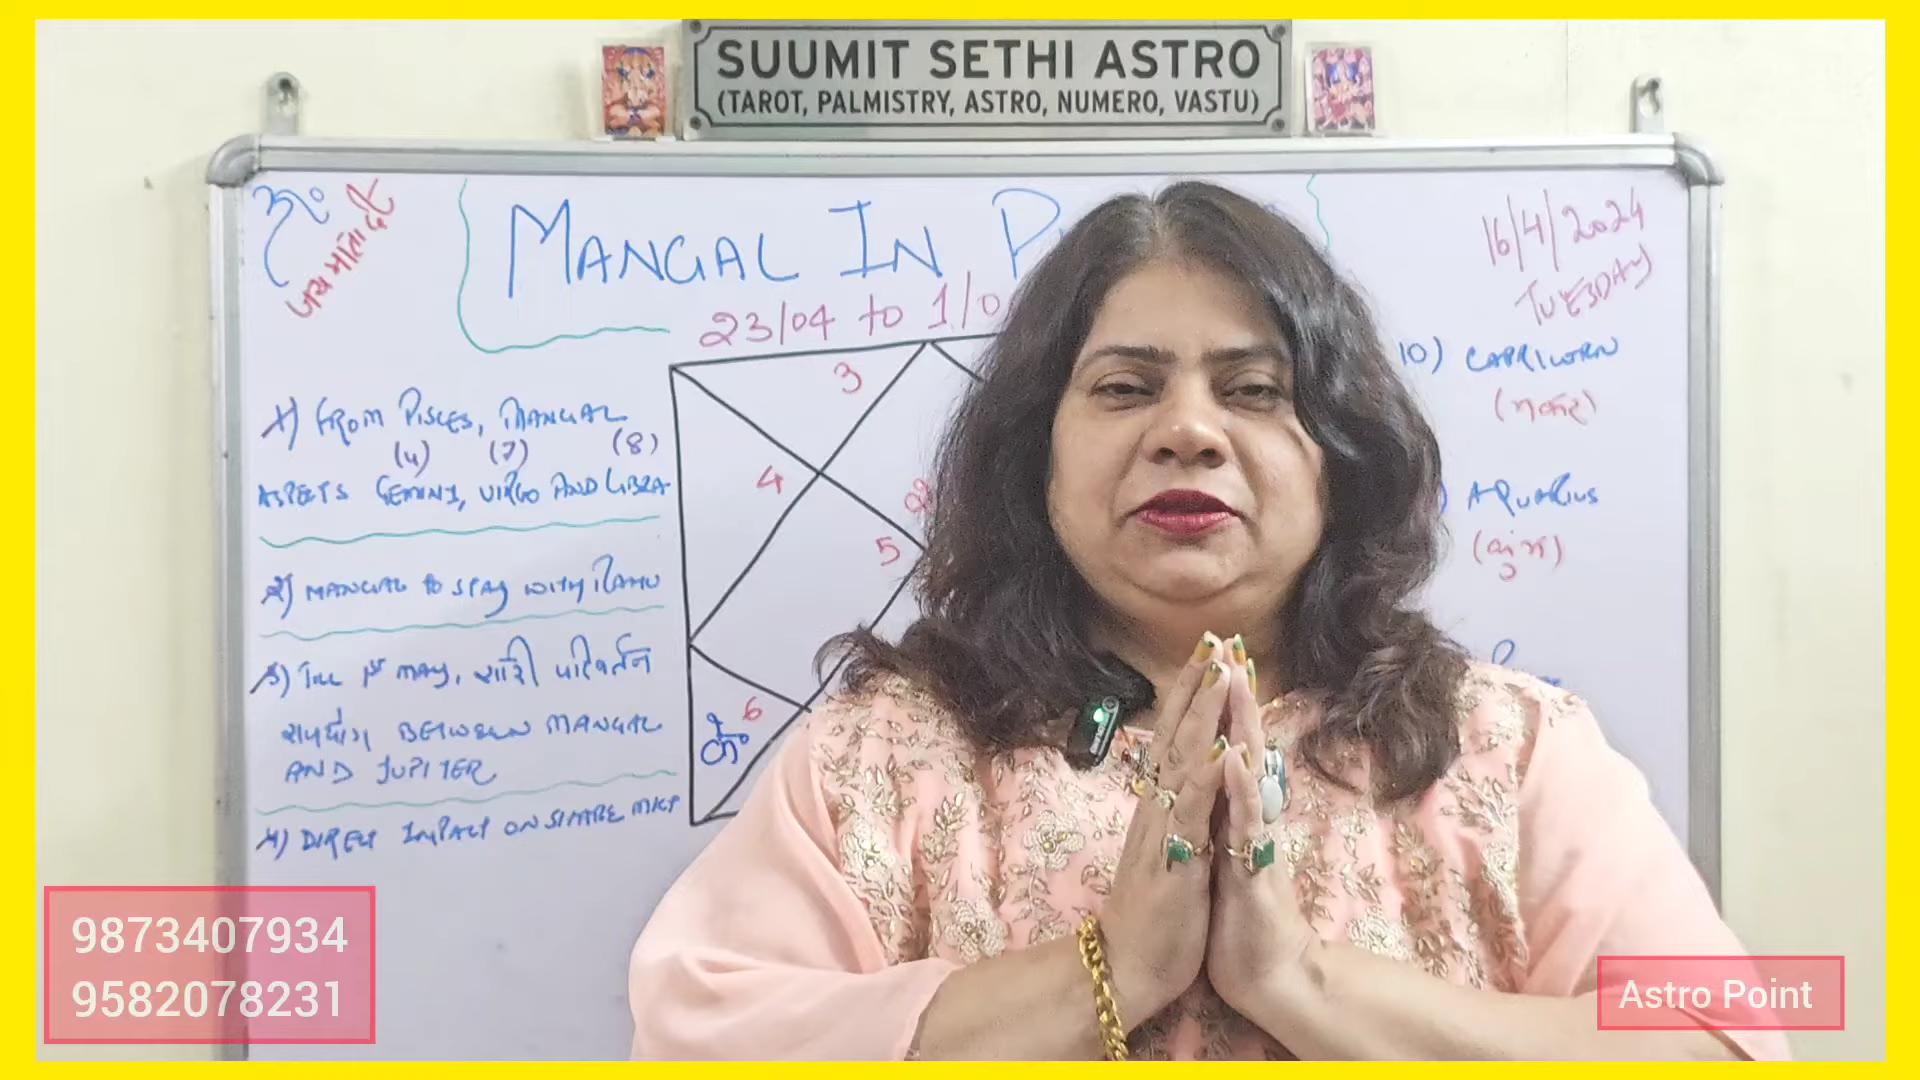 SUUMIT SETHI ASTRO
(TAROT, PALMISTRY, ASTRO, NUMERO, VASTU)
जय माता दी
MANGAL IN
23/04 to 1/0
16/4/2024
TUESDAY
1) FROM PISCES, MANGAL
(4) (7) (8)
ASPECTS GEMINI, VIRGO AND LIBRA
2) MANGAL to STAY WITH RAHU
3) TILL 1ST MAY, राशि परिवर्तन
राजयोग BETWEEN MANGAL
AND JUPITER
4) DIRECT IMPACT ON SHARE MKT
3
4
5
6
के°
10) CAPRICORN
(मकर)
AQUARIUS
(कुंभ)
9873407934
9582078231
Astro Point